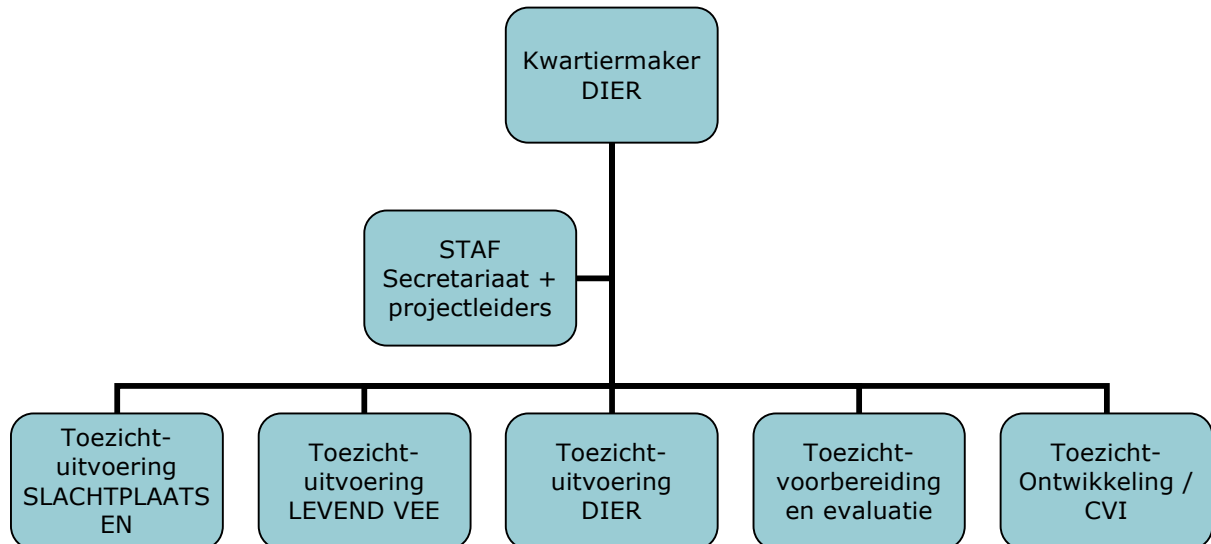 Kwartiermaker
DIER
STAF
Secretariaat +
projectleiders
Toezicht-
uitvoering
SLACHTPLAATS
EN
Toezicht-
uitvoering
LEVEND VEE
Toezicht-
uitvoering
DIER
Toezicht-
voorbereiding
en evaluatie
Toezicht-
Ontwikkeling /
CVI